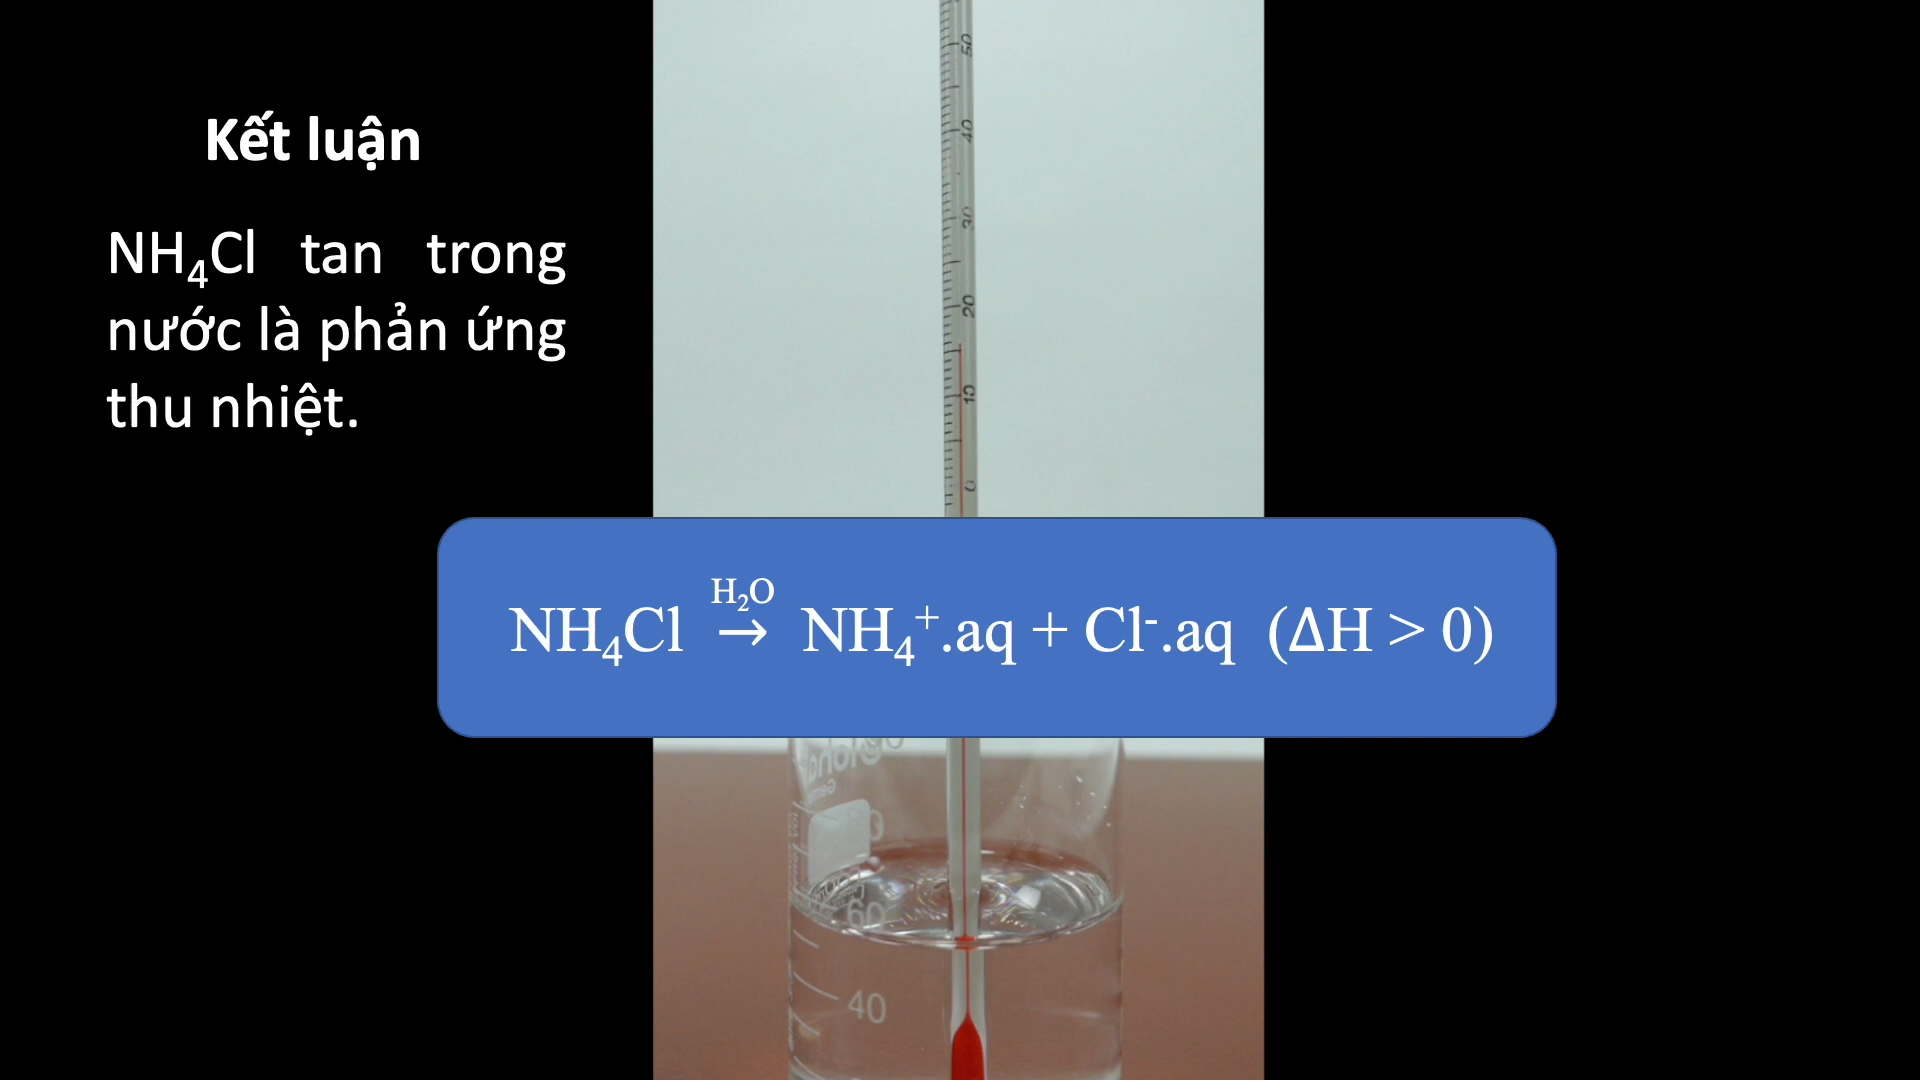 Kết luận
NH₄Cl tan trong
nước là phản ứng
thu nhiệt.
50
40
30
20
10
0
H₂O
NH₄Cl → NH₄⁺.aq + Cl⁻.aq (ΔH > 0)
60
40